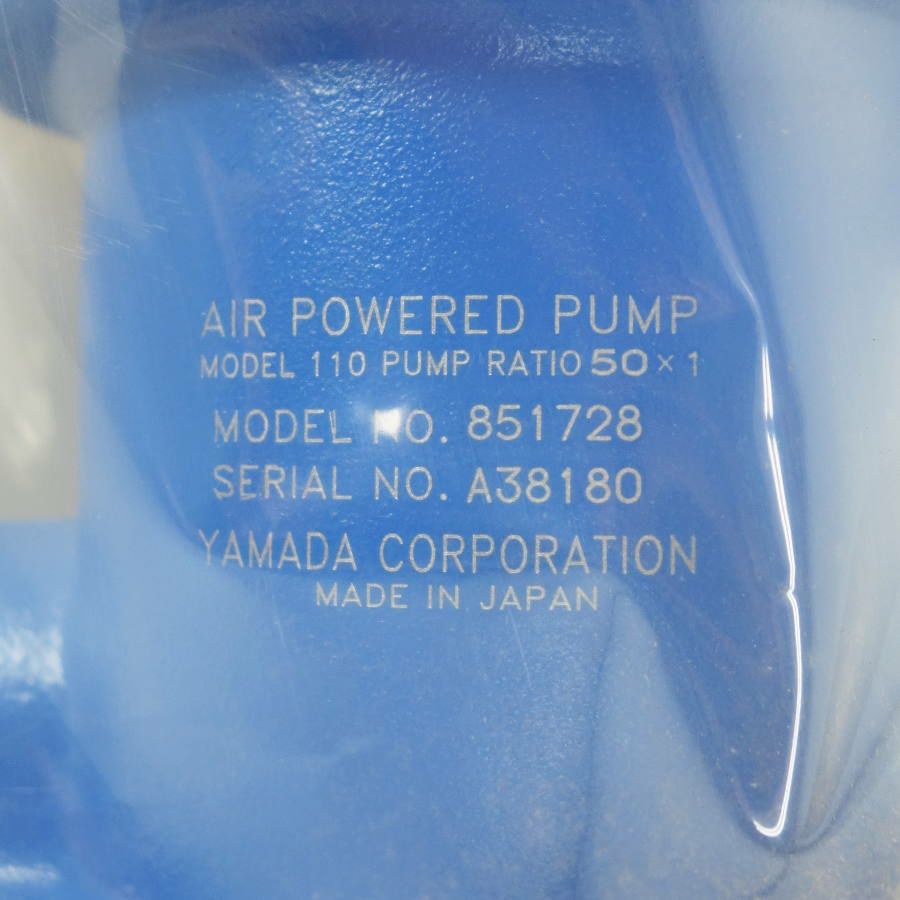 AIR POWERED PUMP
MODEL 110 PUMP RATIO 50 × 1
MODEL NO. 851728
SERIAL NO. A38180
YAMADA CORPORATION
MADE IN JAPAN